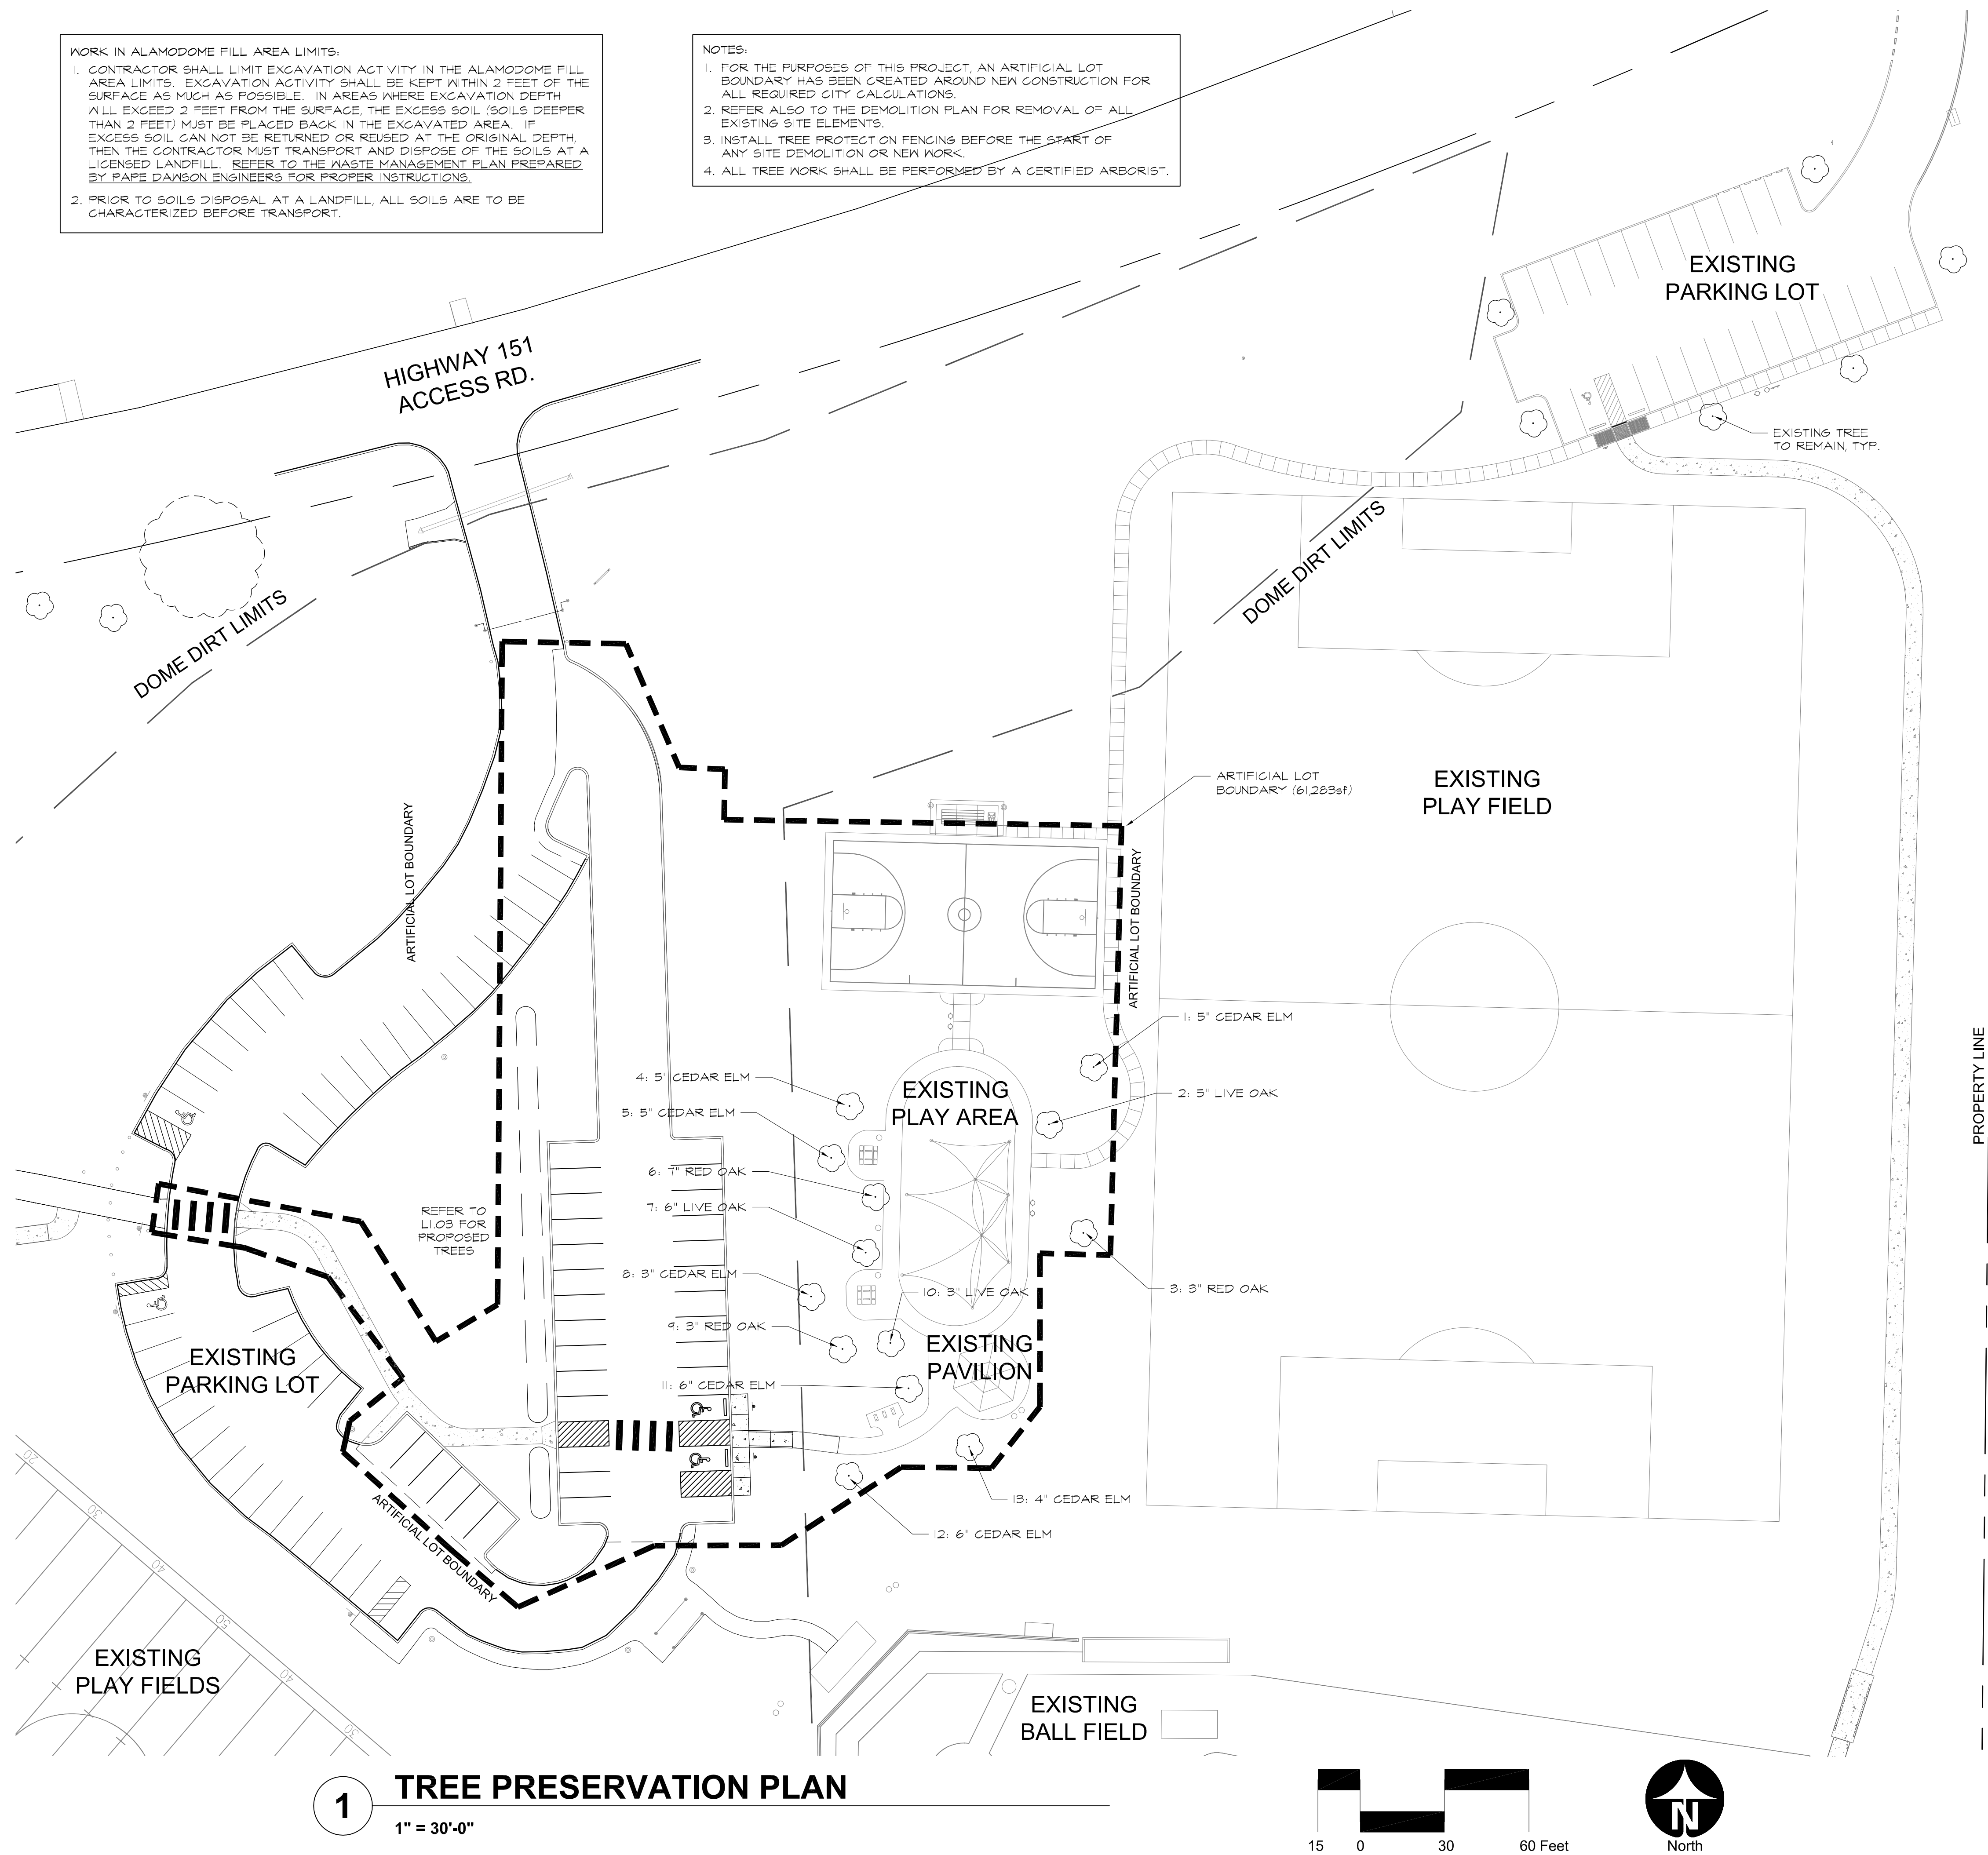 WORK IN ALAMODOME FILL AREA LIMITS:
1. CONTRACTOR SHALL LIMIT EXCAVATION ACTIVITY IN THE ALAMODOME FILL
AREA LIMITS. EXCAVATION ACTIVITY SHALL BE KEPT WITHIN 2 FEET OF THE
SURFACE AS MUCH AS POSSIBLE. IN AREAS WHERE EXCAVATION DEPTH
WILL EXCEED 2 FEET FROM THE SURFACE, THE EXCESS SOIL (SOILS DEEPER
THAN 2 FEET) MUST BE PLACED BACK IN THE EXCAVATED AREA. IF
EXCESS SOIL CAN NOT BE RETURNED OR REUSED AT THE ORIGINAL DEPTH,
THEN THE CONTRACTOR MUST TRANSPORT AND DISPOSE OF THE SOILS AT A
LICENSED LANDFILL. REFER TO THE WASTE MANAGEMENT PLAN PREPARED
BY PAPE DAWSON ENGINEERS FOR PROPER INSTRUCTIONS.
2. PRIOR TO SOILS DISPOSAL AT A LANDFILL, ALL SOILS ARE TO BE
CHARACTERIZED BEFORE TRANSPORT.
NOTES:
1. FOR THE PURPOSES OF THIS PROJECT, AN ARTIFICIAL LOT
BOUNDARY HAS BEEN CREATED AROUND NEW CONSTRUCTION FOR
ALL REQUIRED CITY CALCULATIONS.
2. REFER ALSO TO THE DEMOLITION PLAN FOR REMOVAL OF ALL
EXISTING SITE ELEMENTS.
3. INSTALL TREE PROTECTION FENCING BEFORE THE START OF
ANY SITE DEMOLITION OR NEW WORK.
4. ALL TREE WORK SHALL BE PERFORMED BY A CERTIFIED ARBORIST.
EXISTING
PARKING LOT
HIGHWAY 151
ACCESS RD.
EXISTING TREE
TO REMAIN, TYP.
DOME DIRT LIMITS
DOME DIRT LIMITS
ARTIFICIAL LOT
BOUNDARY (61,283sf)
EXISTING
PLAY FIELD
ARTIFICIAL LOT BOUNDARY
ARTIFICIAL LOT BOUNDARY
1: 5" CEDAR ELM
4: 5" CEDAR ELM
EXISTING
PLAY AREA
2: 5" LIVE OAK
5: 5" CEDAR ELM
PROPERTY LINE
6: 7" RED OAK
7: 6" LIVE OAK
REFER TO
L1.03 FOR
PROPOSED
TREES
8: 3" CEDAR ELM
10: 3" LIVE OAK
3: 3" RED OAK
9: 3" RED OAK
EXISTING
PAVILION
EXISTING
PARKING LOT
11: 6" CEDAR ELM
13: 4" CEDAR ELM
12: 6" CEDAR ELM
ARTIFICIAL LOT BOUNDARY
20
30
40
50
40
30
EXISTING
PLAY FIELDS
EXISTING
BALL FIELD
1
TREE PRESERVATION PLAN
1" = 30'-0"
15 0 30 60 Feet
N
North